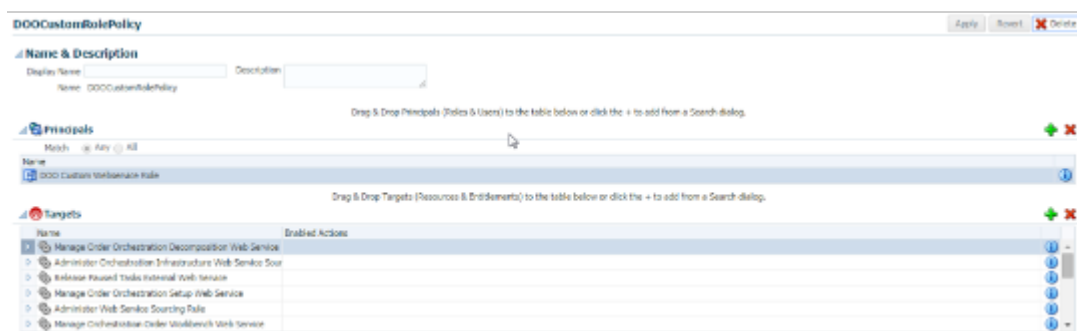 DOOCustomRolePolicy
Apply Revert Delete
Name & Description
Display Name
Description
Name DOOCustomRolePolicy
Drag & Drop Principals (Roles & Users) to the table below or click the + to add from a Search dialog.
Principals
Match Any All
Name
DOO Custom Webservice Role
Drag & Drop Targets (Resources & Entitlements) to the table below or click the + to add from a Search dialog.
Targets
Name Enabled Actions
Manage Order Orchestration Decomposition Web Service
Administer Orchestration Infrastructure Web Service Sour
Release Paused Tasks External Web Service
Manage Order Orchestration Setup Web Service
Administer Web Service Sourcing Rule
Manage Orchestration Order Workbench Web Service